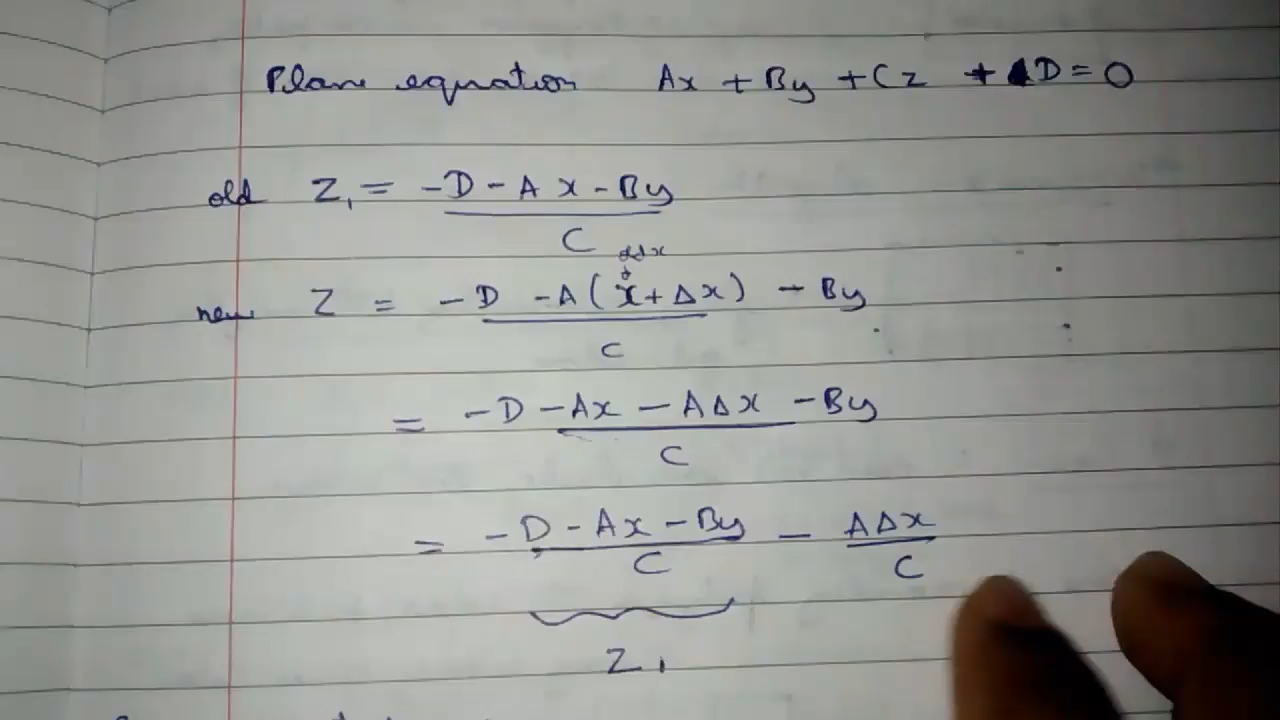 Plane equation Ax + By + Cz + D = 0
old Z₁ = -D - Ax - By
C
old x
new Z = -D - A(x + Δx) - By
C
= -D - Ax - AΔx - By
C
= -D - Ax - By - AΔx
C C
Z₁